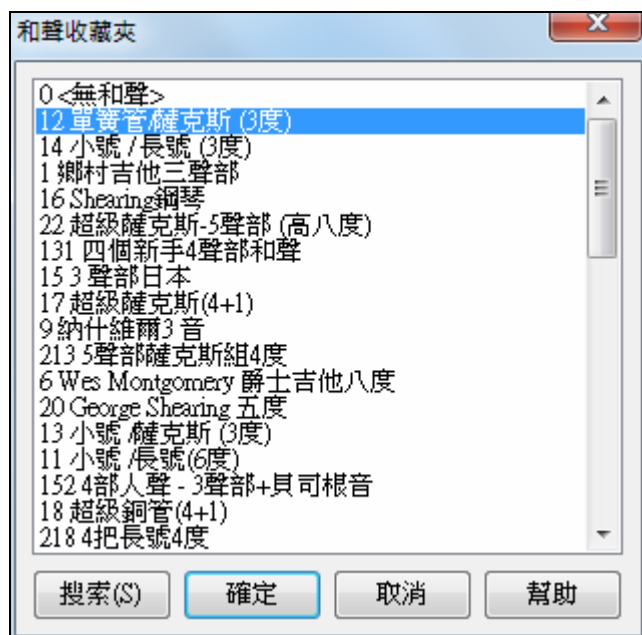 和聲收藏夾
0 <無和聲>
12 單簧管/薩克斯 (3度)
14 小號 / 長號 (3度)
1 鄉村吉他三聲部
16 Shearing鋼琴
22 超級薩克斯-5聲部 (高八度)
131 四個新手4聲部和聲
15 3 聲部日本
17 超級薩克斯(4+1)
9 納什維爾3 音
213 5聲部薩克斯組4度
6 Wes Montgomery 爵士吉他八度
20 George Shearing 五度
13 小號 /薩克斯 (3度)
11 小號 /長號(6度)
152 4部人聲 - 3聲部+貝司根音
18 超級銅管(4+1)
218 4把長號4度
搜索(S) 確定 取消 幫助